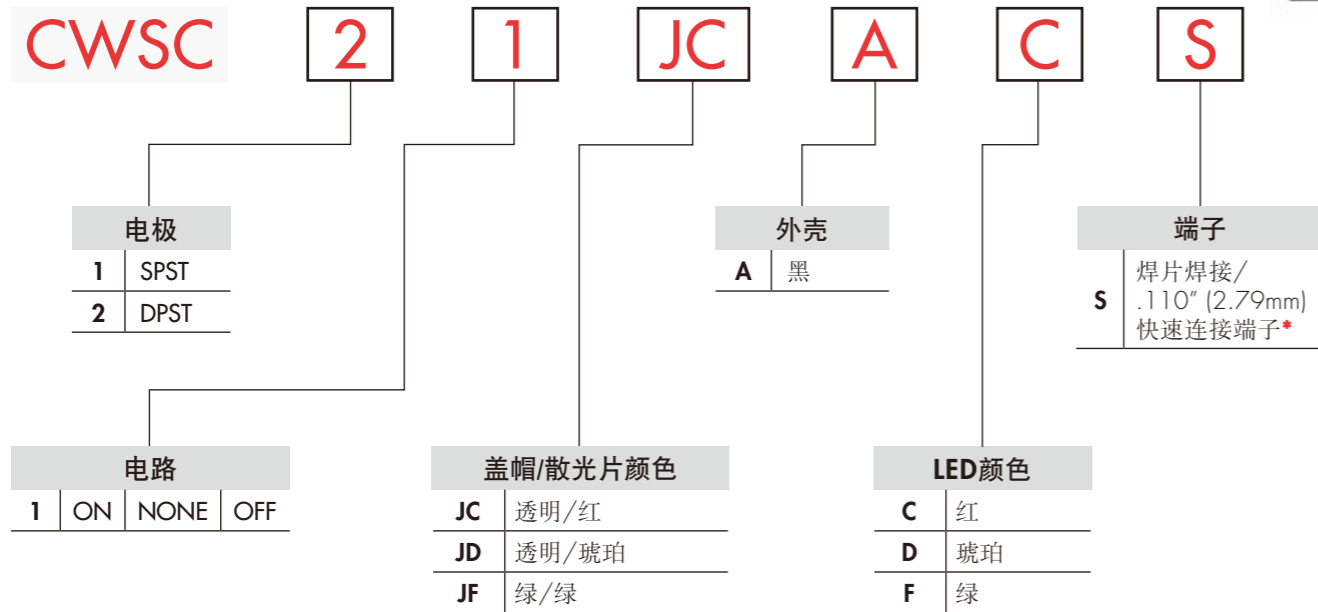 CWSC 2 1 JC A C S
电极
1 SPST
2 DPST
外壳
A 黑
端子
S 焊片焊接/
.110" (2.79mm)
快速连接端子*
电路
1 ON NONE OFF
盖帽/散光片颜色
JC 透明/红
JD 透明/琥珀
JF 绿/绿
LED颜色
C 红
D 琥珀
F 绿